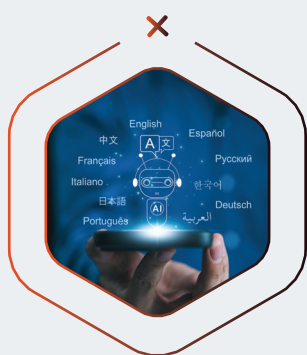 English
中文
Español
A 文
Français
Русский
Italiano
한국어
日本語
AI
Deutsch
Português
العربية